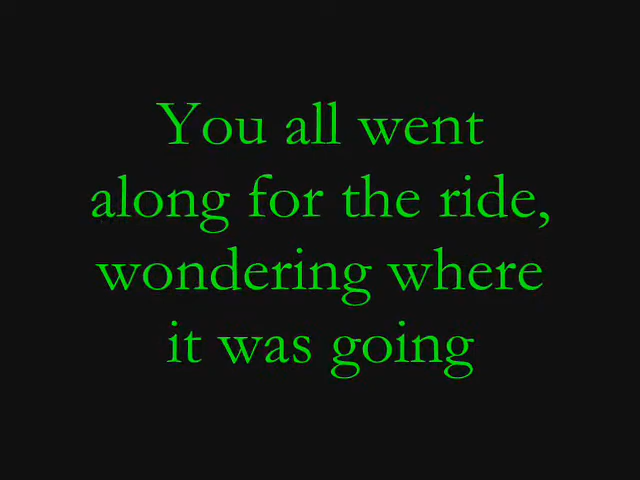 You all went
along for the ride,
wondering where
it was going